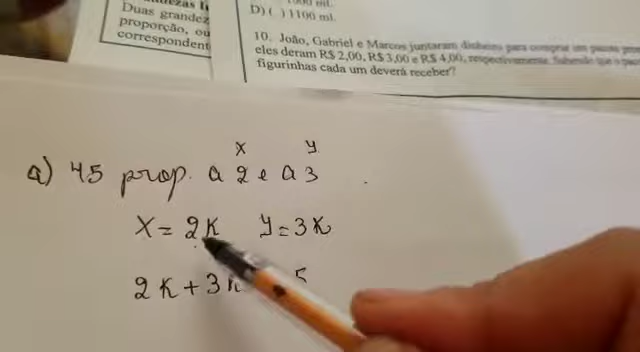 Duas grandez
proporção, ou
correspondent
D) ( ) 1100 ml.
10. João, Gabriel e Marcos juntaram dinheiro para comprar um pacote
eles deram R$ 2,00, R$ 3,00 e R$ 4,00, respectivamente. Sabendo que o
figurinhas cada um deverá receber?
x y
a) 45 prop. a 2 e a 3
x = 2k y = 3k
2k + 3k 5